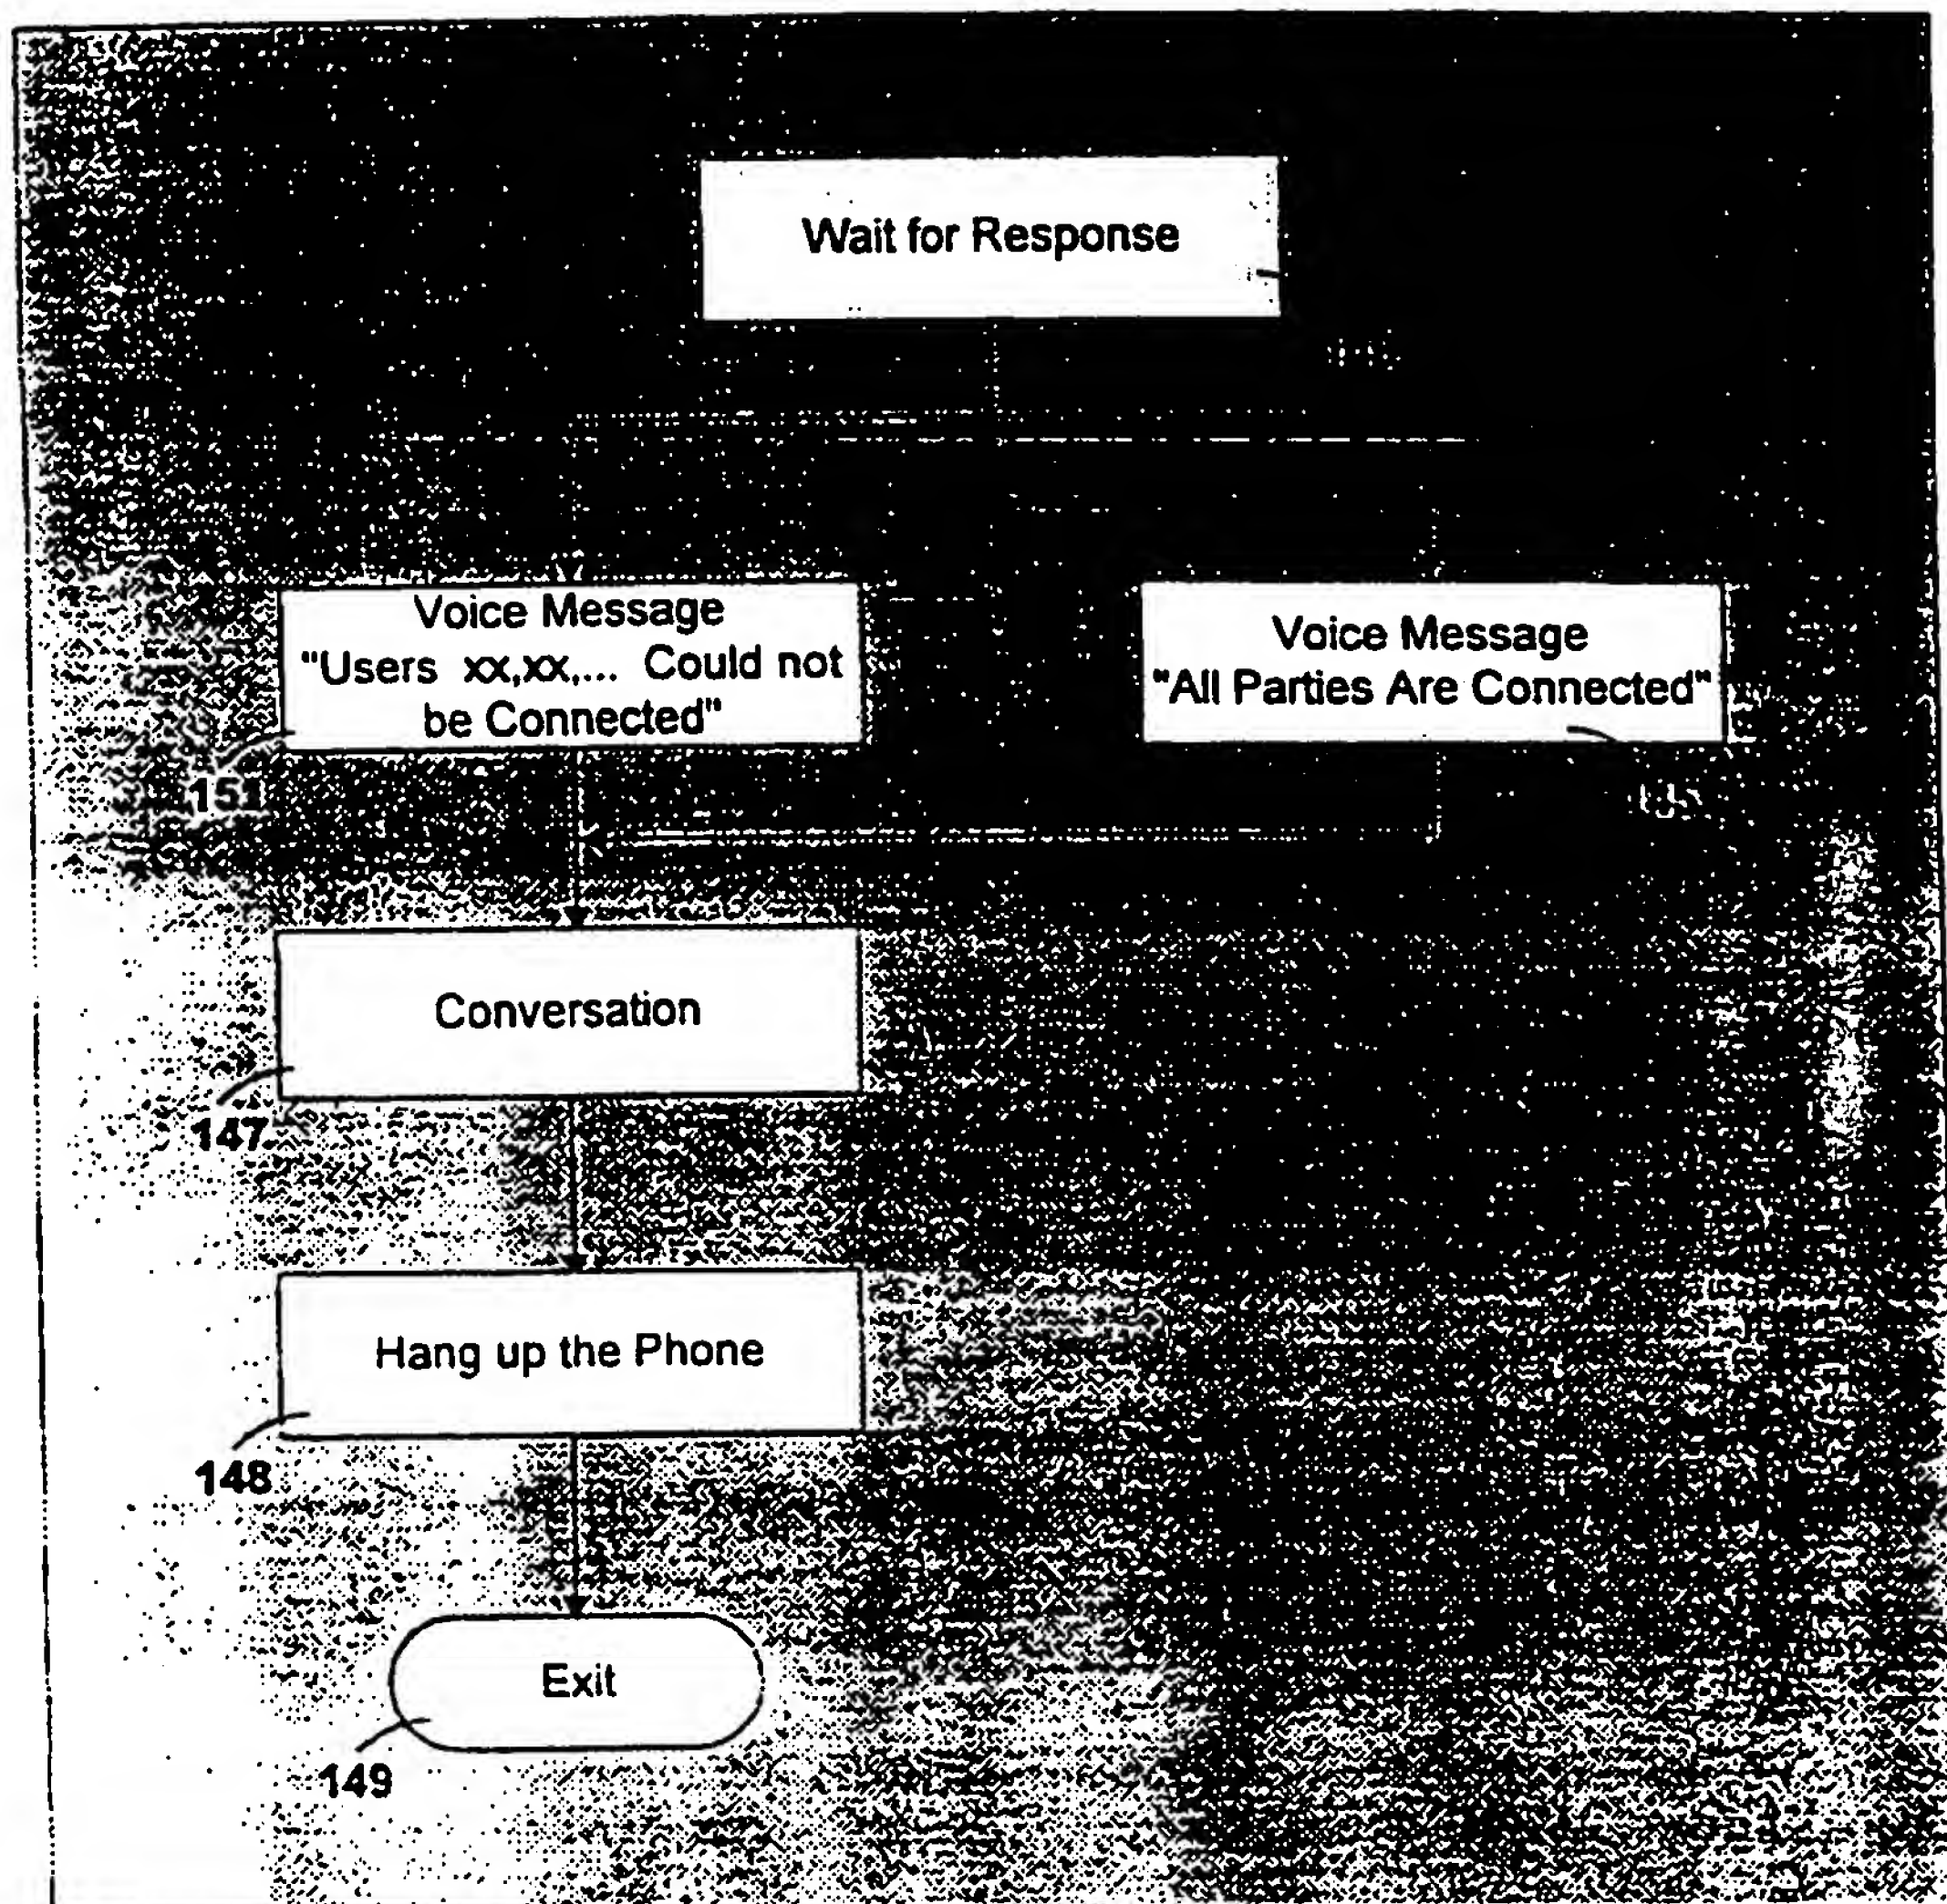 Wait for Response
Voice Message
"Users xx,xx,... Could not
be Connected"
Voice Message
"All Parties Are Connected"
151
Conversation
147
Hang up the Phone
148
Exit
149